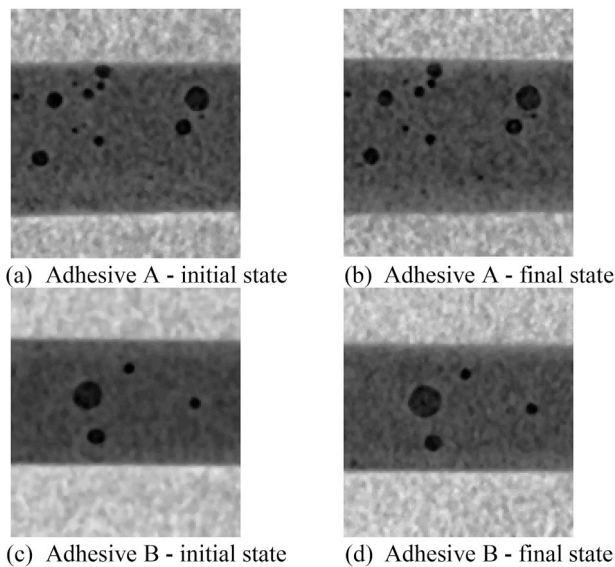 (a) Adhesive A - initial state
(b) Adhesive A - final state
(c) Adhesive B - initial state
(d) Adhesive B - final state